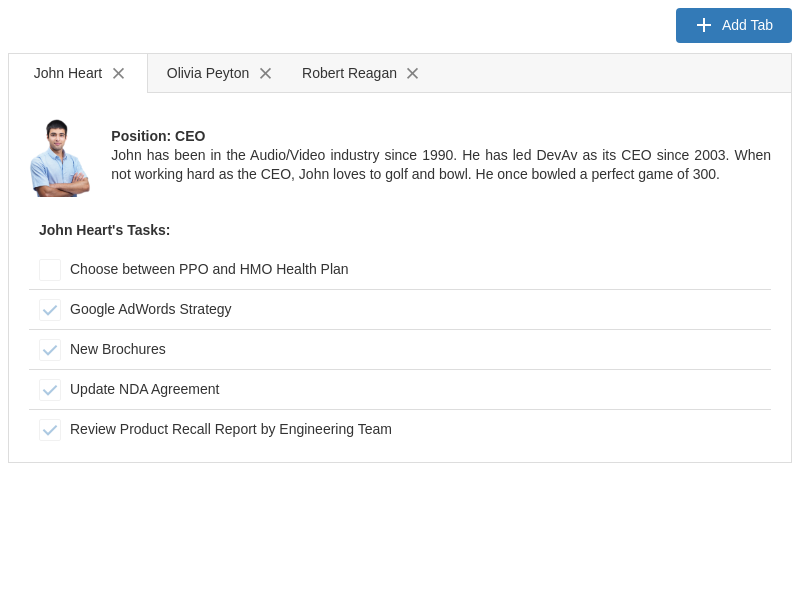 Add Tab
John Heart
Olivia Peyton
Robert Reagan
Position: CEO
John has been in the Audio/Video industry since 1990. He has led DevAv as its CEO since 2003. When
not working hard as the CEO, John loves to golf and bowl. He once bowled a perfect game of 300.
John Heart's Tasks:
Choose between PPO and HMO Health Plan
Google AdWords Strategy
New Brochures
Update NDA Agreement
Review Product Recall Report by Engineering Team